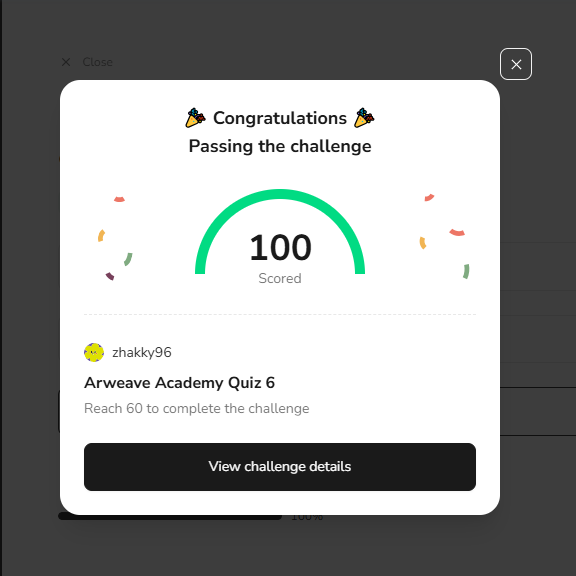 Close
Congratulations
Passing the challenge
100
Scored
zhakky96
Arweave Academy Quiz 6
Reach 60 to complete the challenge
View challenge details
100%